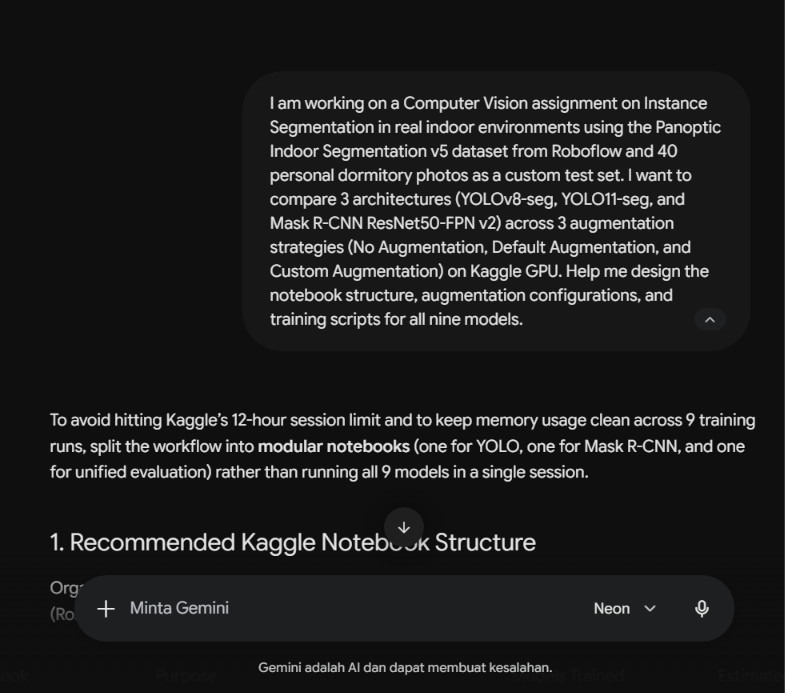 I am working on a Computer Vision assignment on Instance
Segmentation in real indoor environments using the Panoptic
Indoor Segmentation v5 dataset from Roboflow and 40
personal dormitory photos as a custom test set. I want to
compare 3 architectures (YOLOv8-seg, YOLO11-seg, and
Mask R-CNN ResNet50-FPN v2) across 3 augmentation
strategies (No Augmentation, Default Augmentation, and
Custom Augmentation) on Kaggle GPU. Help me design the
notebook structure, augmentation configurations, and
training scripts for all nine models.
To avoid hitting Kaggle's 12-hour session limit and to keep memory usage clean across 9 training
runs, split the workflow into modular notebooks (one for YOLO, one for Mask R-CNN, and one
for unified evaluation) rather than running all 9 models in a single session.
1. Recommended Kaggle Notebook Structure
Minta Gemini
Neon
Gemini adalah AI dan dapat membuat kesalahan.
Purpose
Trained